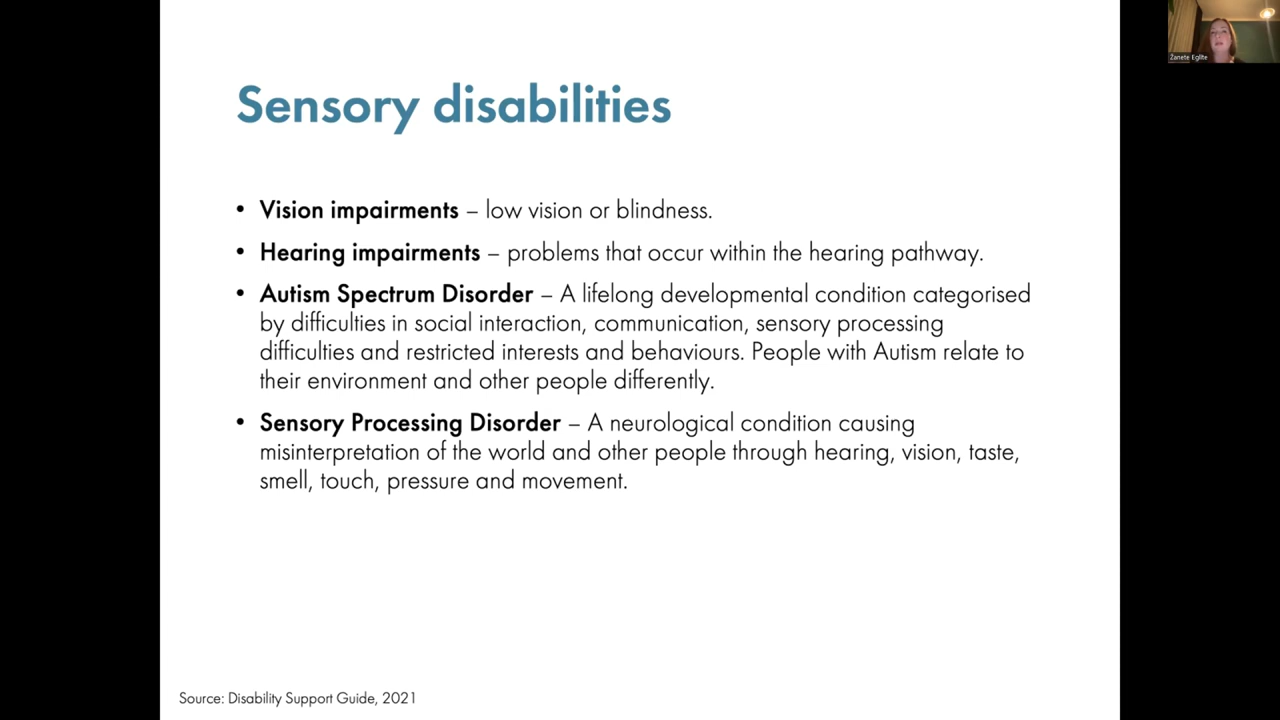 Sensory disabilities
• Vision impairments – low vision or blindness.
• Hearing impairments – problems that occur within the hearing pathway.
• Autism Spectrum Disorder – A lifelong developmental condition categorised
by difficulties in social interaction, communication, sensory processing
difficulties and restricted interests and behaviours. People with Autism relate to
their environment and other people differently.
• Sensory Processing Disorder – A neurological condition causing
misinterpretation of the world and other people through hearing, vision, taste,
smell, touch, pressure and movement.
Source: Disability Support Guide, 2021
Zanete Eglite